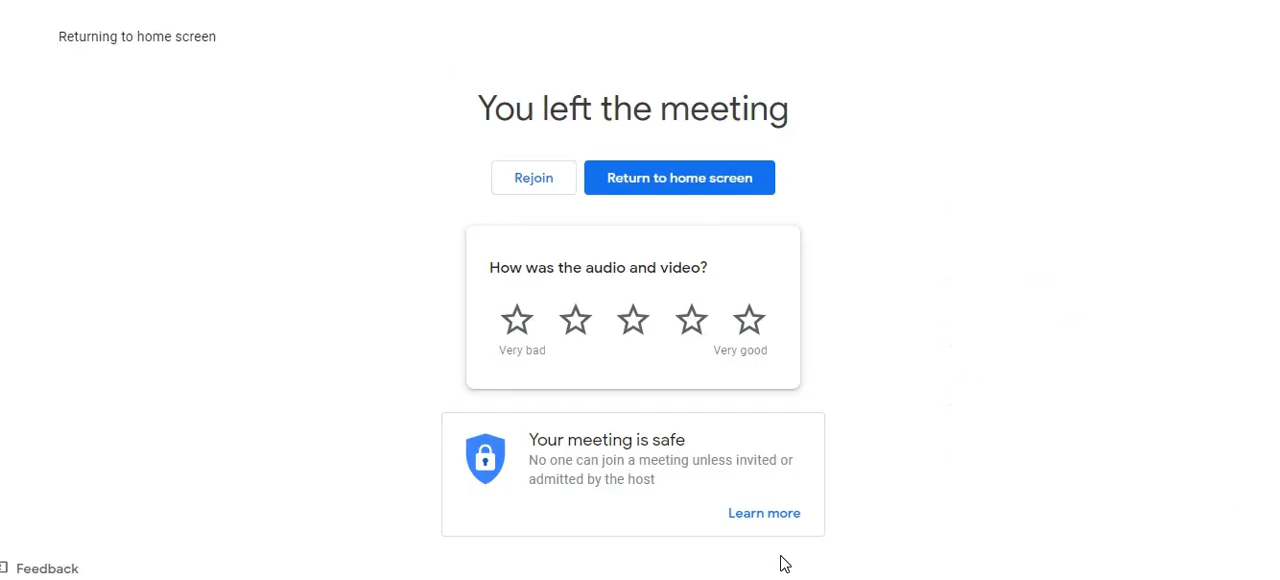 Returning to home screen
You left the meeting
Rejoin Return to home screen
How was the audio and video?
Very bad Very good
Your meeting is safe
No one can join a meeting unless invited or
admitted by the host
Learn more
Feedback